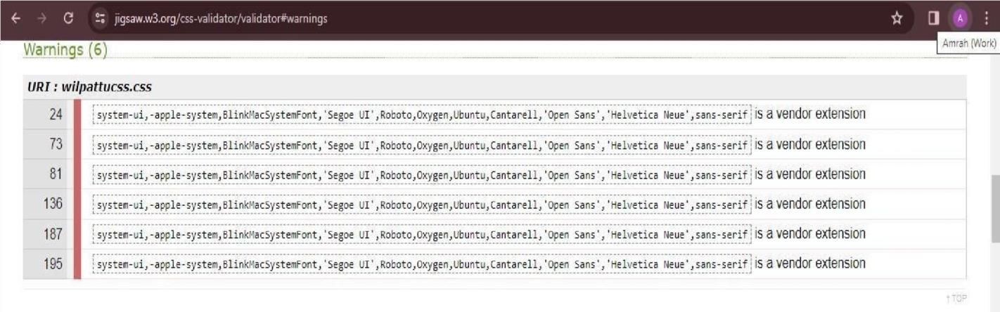 jigsaw.w3.org/css-validator/validator#warnings
A
Amrah (Work)
Warnings (6)
URI : wilpattucss.css
24 system-ui,-apple-system,BlinkMacSystemFont,'Segoe UI',Roboto,Oxygen,Ubuntu,Cantarell,'Open Sans','Helvetica Neue',sans-serif is a vendor extension
73 system-ui,-apple-system,BlinkMacSystemFont,'Segoe UI',Roboto,Oxygen,Ubuntu,Cantarell,'Open Sans','Helvetica Neue',sans-serif is a vendor extension
81 system-ui,-apple-system,BlinkMacSystemFont,'Segoe UI',Roboto,Oxygen,Ubuntu,Cantarell,'Open Sans','Helvetica Neue',sans-serif is a vendor extension
136 system-ui,-apple-system,BlinkMacSystemFont,'Segoe UI',Roboto,Oxygen,Ubuntu,Cantarell,'Open Sans','Helvetica Neue',sans-serif is a vendor extension
187 system-ui,-apple-system,BlinkMacSystemFont,'Segoe UI',Roboto,Oxygen,Ubuntu,Cantarell,'Open Sans','Helvetica Neue',sans-serif is a vendor extension
195 system-ui,-apple-system,BlinkMacSystemFont,'Segoe UI',Roboto,Oxygen,Ubuntu,Cantarell,'Open Sans','Helvetica Neue',sans-serif is a vendor extension
↑ TOP